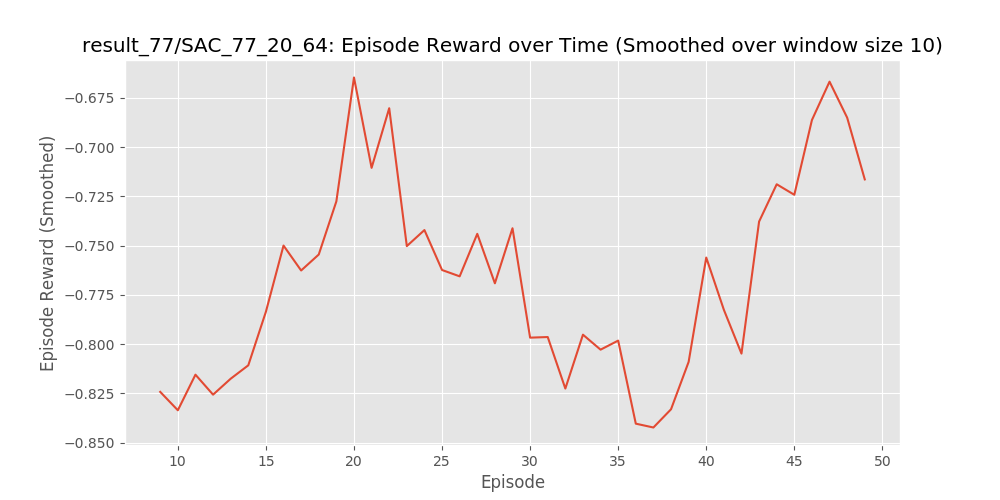 result_77/SAC_77_20_64: Episode Reward over Time (Smoothed over window size 10)
Episode Reward (Smoothed)
−0.675
−0.700
−0.725
−0.750
−0.775
−0.800
−0.825
−0.850
10 15 20 25 30 35 40 45 50
Episode